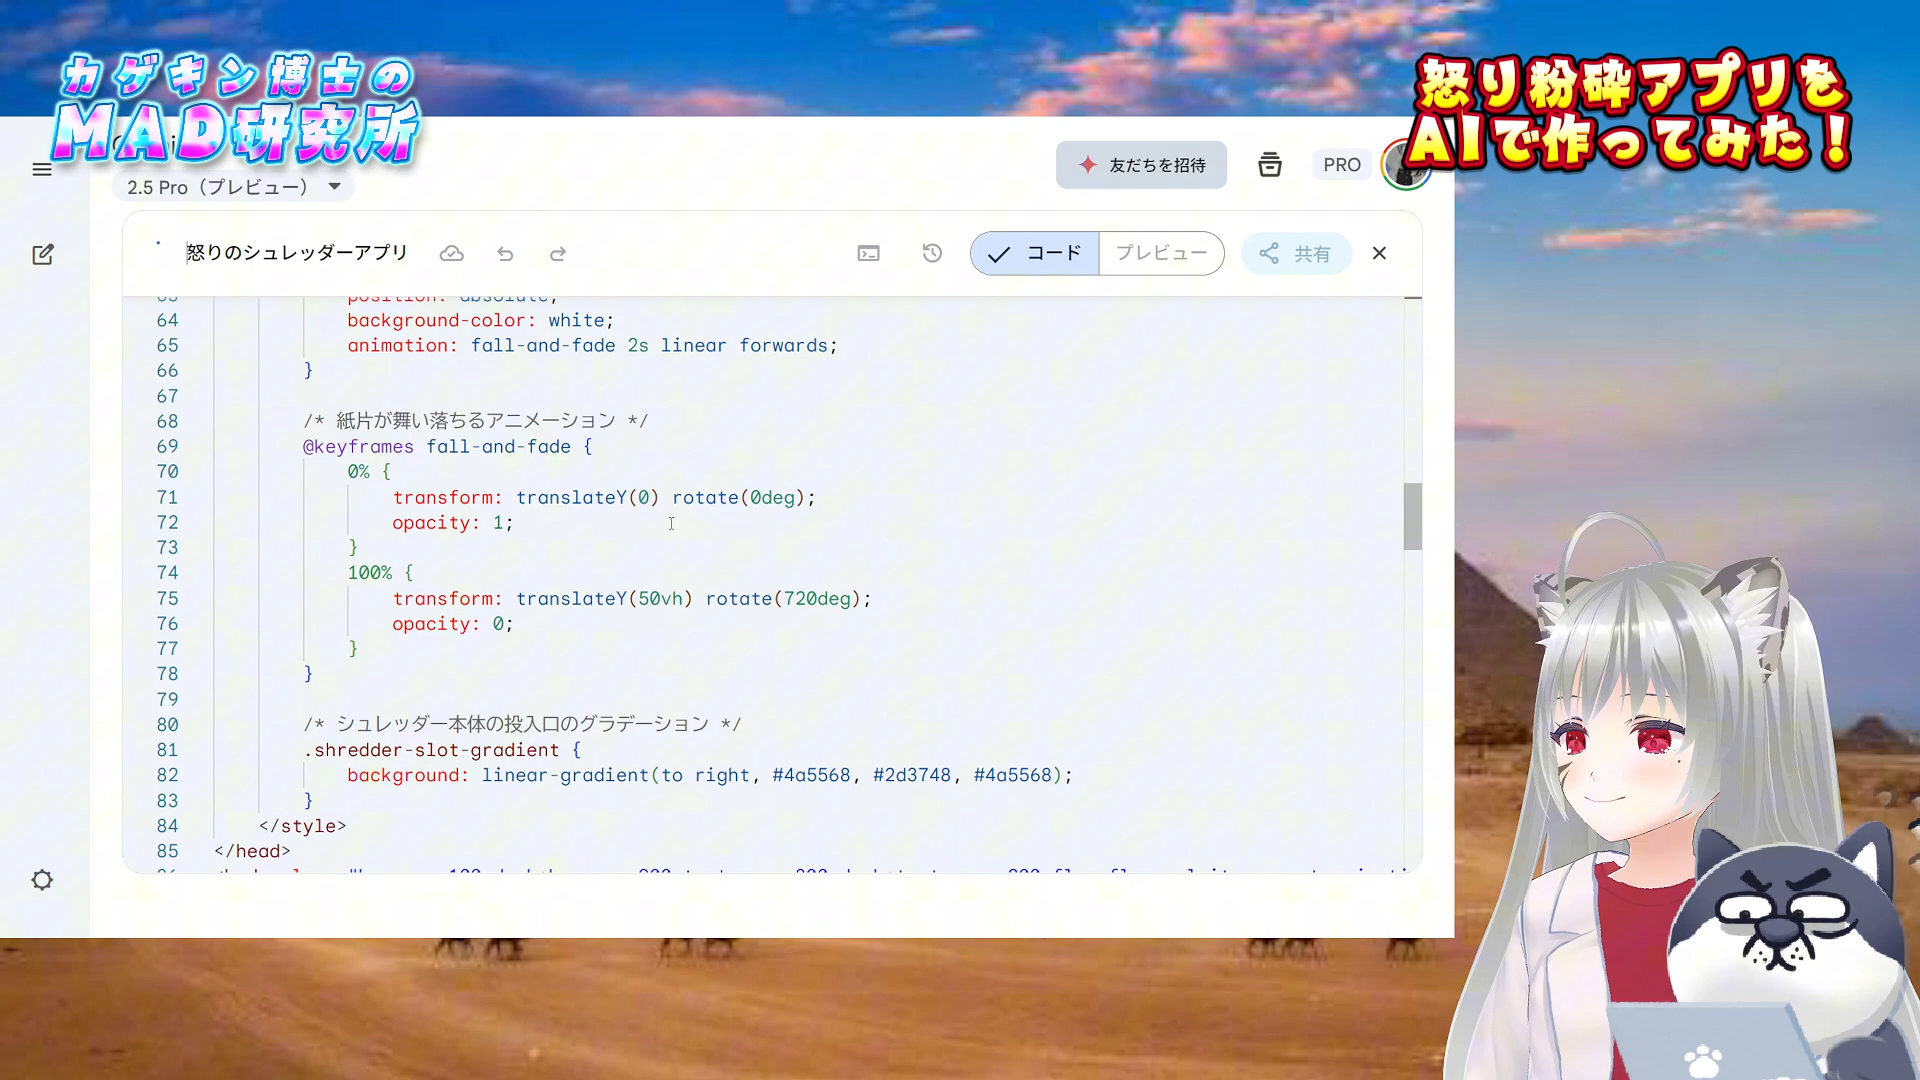 カゲキン博士の
MAD研究所
怒り粉砕アプリを
AIで作ってみた！
2.5 Pro（プレビュー）
友だちを招待
PRO
怒りのシュレッダーアプリ
コード
プレビュー
共有
63 position: absolute;
64 background-color: white;
65 animation: fall-and-fade 2s linear forwards;
66 }
67
68 /* 紙片が舞い落ちるアニメーション */
69 @keyframes fall-and-fade {
70 0% {
71 transform: translateY(0) rotate(0deg);
72 opacity: 1;
73 }
74 100% {
75 transform: translateY(50vh) rotate(720deg);
76 opacity: 0;
77 }
78 }
79
80 /* シュレッダー本体の投入口のグラデーション */
81 .shredder-slot-gradient {
82 background: linear-gradient(to right, #4a5568, #2d3748, #4a5568);
83 }
84 </style>
85 </head>